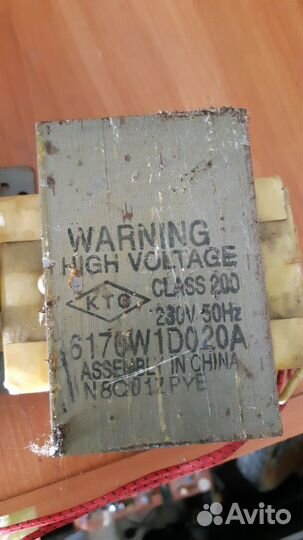 WARNING
HIGH VOLTAGE
KTC CLASS 200
230V 50Hz
6170W1D020A
ASSEMBLY IN CHINA
Avito